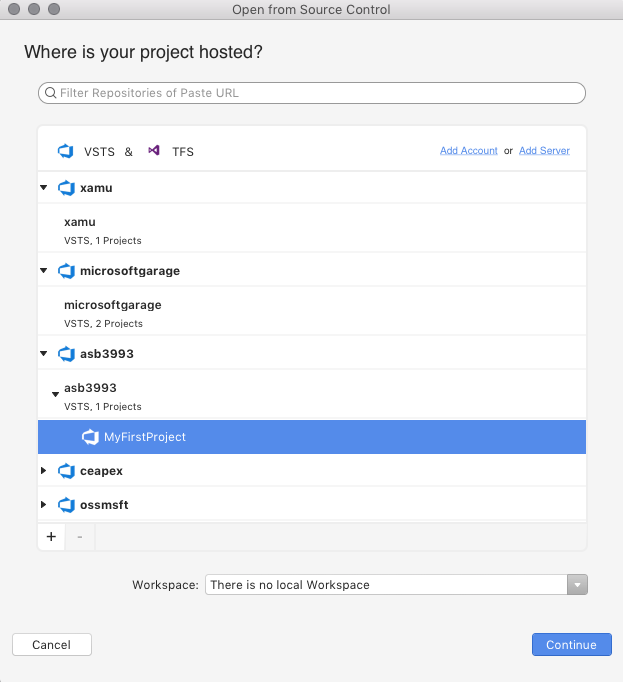 Open from Source Control
Where is your project hosted?
Filter Repositories of Paste URL
VSTS & TFS Add Account or Add Server
xamu
xamu
VSTS, 1 Projects
microsoftgarage
microsoftgarage
VSTS, 2 Projects
asb3993
asb3993
VSTS, 1 Projects
MyFirstProject
ceapex
ossmsft
+ -
Workspace: There is no local Workspace
Cancel Continue